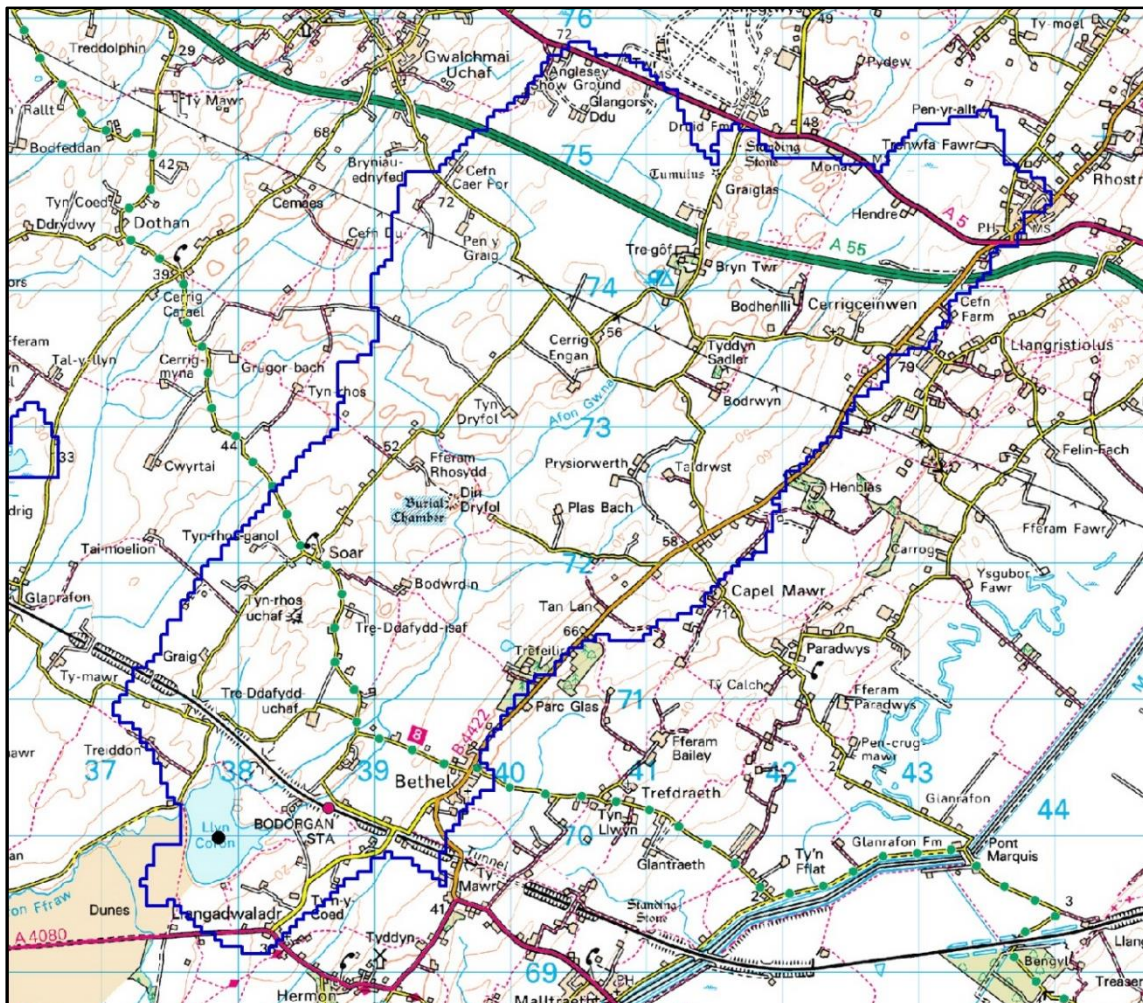 76
Treddolphin
29
Gwalchmai
Uchaf
72
Twr
MS
Anglesey
Show Ground
Glangors
Ddu
49
Ty-moel
Pydew
Rallt
Ty Mawr
Bodfeddan
68
Druid Fm
48
Pen-yr-allt
Trehwfa Fawr
42
75
Bryniau-
ednyfed
Cefn
Caer For
Standing
Stone
Mona
Rhostr
Tumulus
Graiglas
Tyn Coed
Ddrydwy
Dothan
Cemaes
72
Hendre
A 5
PH
MS
Cefn Du
Pen y
Graig
Tre-gôf
A 55
39
Bryn Twr
Cerrig
Cafael
74
Bodhenlli
Cerrigceinwen
Cefn
Farm
Fferam
Tal-y-llyn
Cerrig-
myna
Grugor-bach
56
Cerrig
Engan
Tyddyn
Sadler
79
Llangristiolus
Tyn-rhos
Tyn
Dryfol
Afon Gwna
Bodrwyn
33
44
52
73
Cwyrtai
Fferam
Rhosydd
Prysiorwerth
Taldrwst
Felin-Fach
Burial
Chamber
Din
Dryfol
Plas Bach
Henblas
Fferam Fawr
Tyn-rhos-ganol
58
Carrog
Tai-moelion
Soar
72
Ysgubor
Fawr
Glanrafon
Tyn-rhos
uchaf
Bodwrd-n
Capel Mawr
Tan Lan
71
Tre-Ddafydd-isaf
66
Graig
Trefeilir
Paradwys
Ty-mawr
Tre-Ddafydd
uchaf
Parc Glas
71
Tŷ Calch
Fferam
Paradwys
8
B4422
Treiddon
Fferam
Bailey
Pen-crug-
mawr
37
38
39
Bethel
40
41
42
2
43
Trefdraeth
Glanrafon
44
Llyn
Coron
BODORGAN
STA
70
Tyn
Llwyn
Glantraeth
Glanrafon Fm
Pont
Marquis
Tunnel
Ty
Mawr
Ty'n
Fflat
Dunes
Llangadwaladr
Tyn-y-
Coed
41
Standing
Stone
2
3
A 4080
Tyddyn
Hermon
69
PH
Malltraeth
Treaser